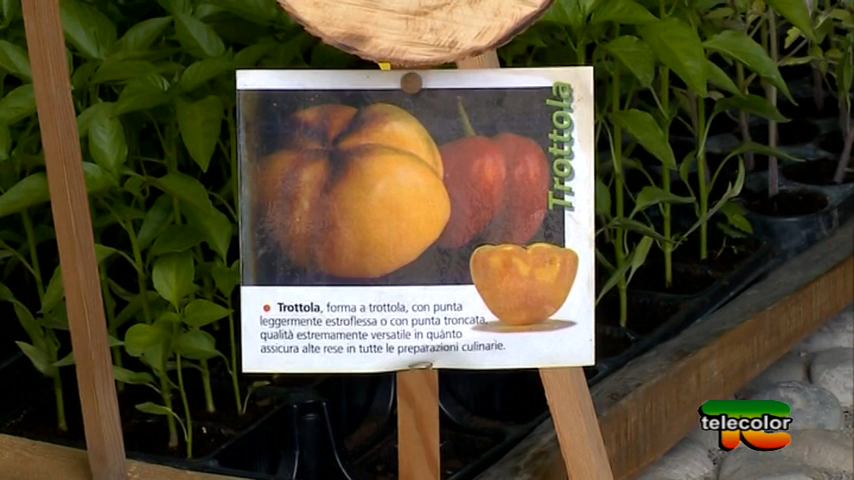 Trottola
Trottola, forma a trottola, con punta
leggermente estroflessa o con punta troncata,
qualità estremamente versatile in quànto
assicura alte rese in tutte le preparazioni culinarie.
telecolor